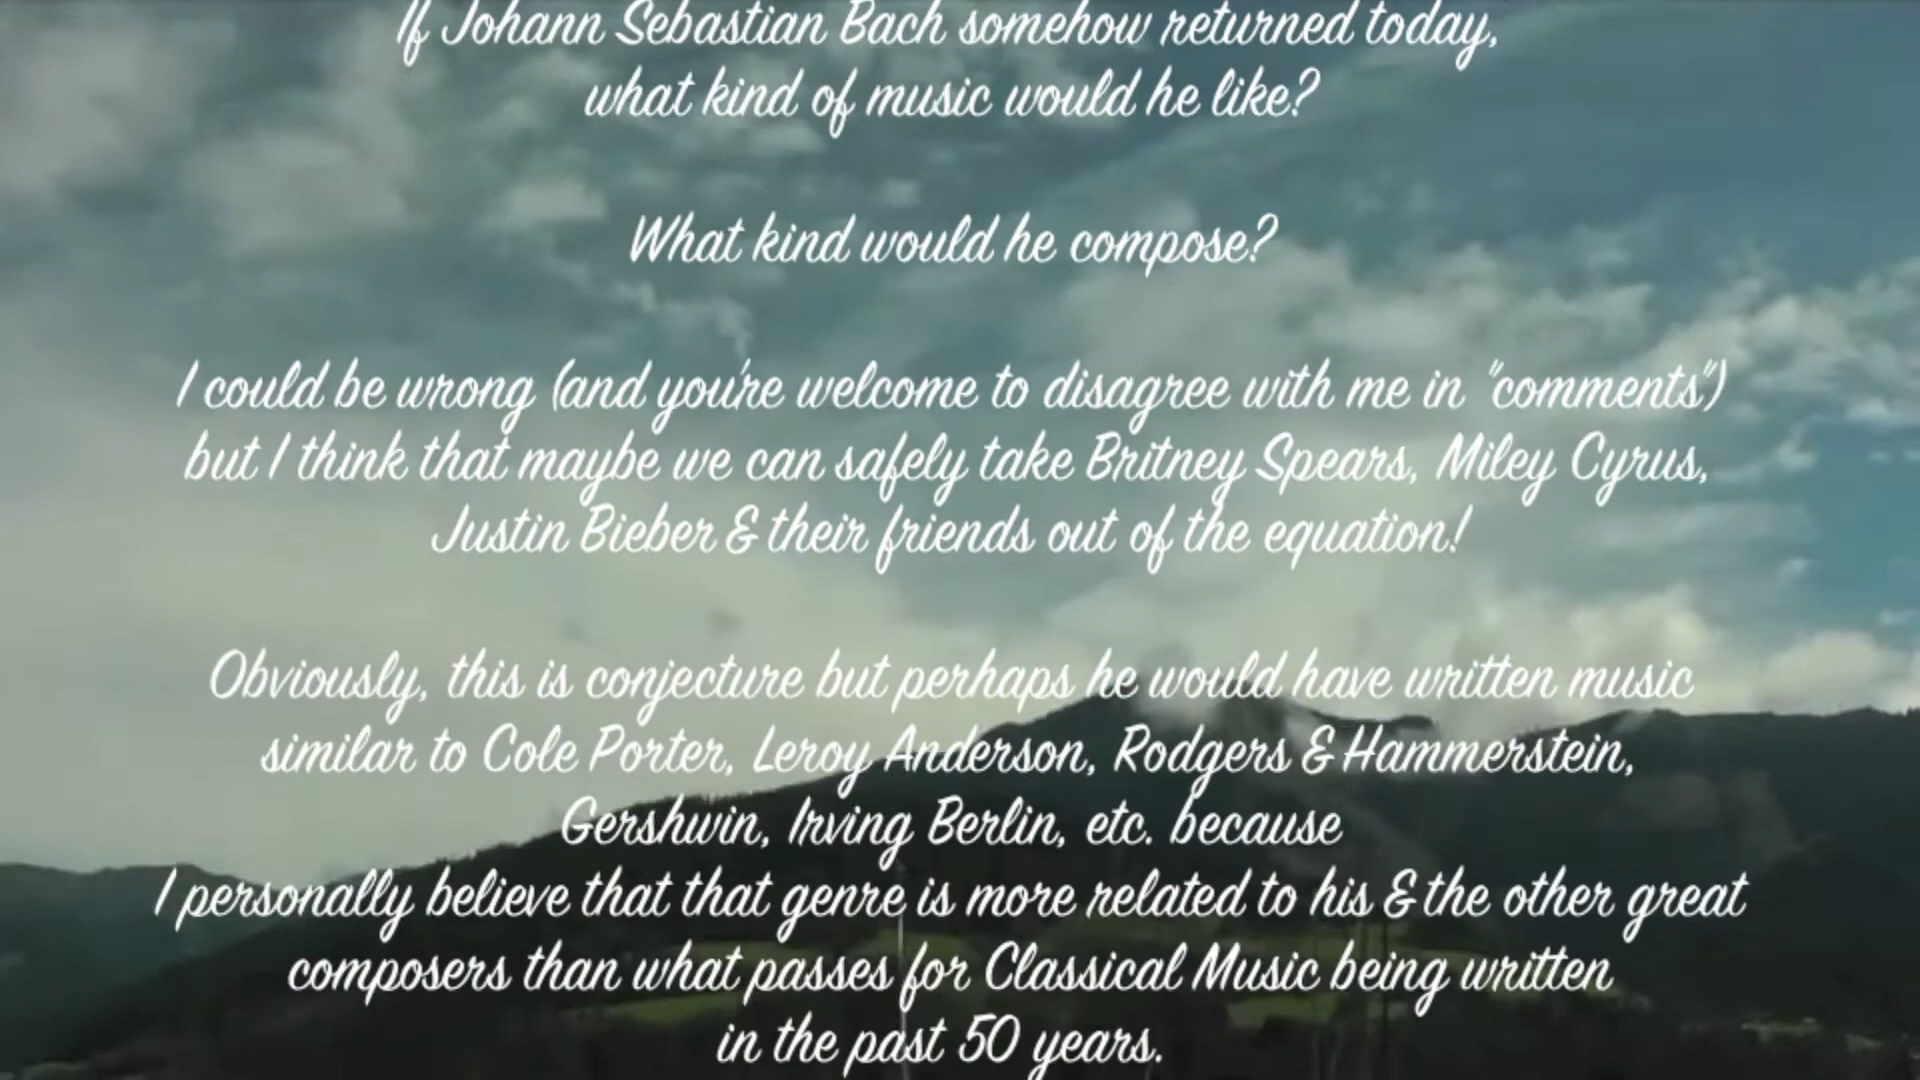 If Johann Sebastian Bach somehow returned today,
what kind of music would he like?
What kind would he compose?
I could be wrong (and you're welcome to disagree with me in "comments")
but I think that maybe we can safely take Britney Spears, Miley Cyrus,
Justin Bieber & their friends out of the equation!
Obviously, this is conjecture but perhaps he would have written music
similar to Cole Porter, Leroy Anderson, Rodgers & Hammerstein,
Gershwin, Irving Berlin, etc. because
I personally believe that that genre is more related to his & the other great
composers than what passes for Classical Music being written
in the past 50 years.